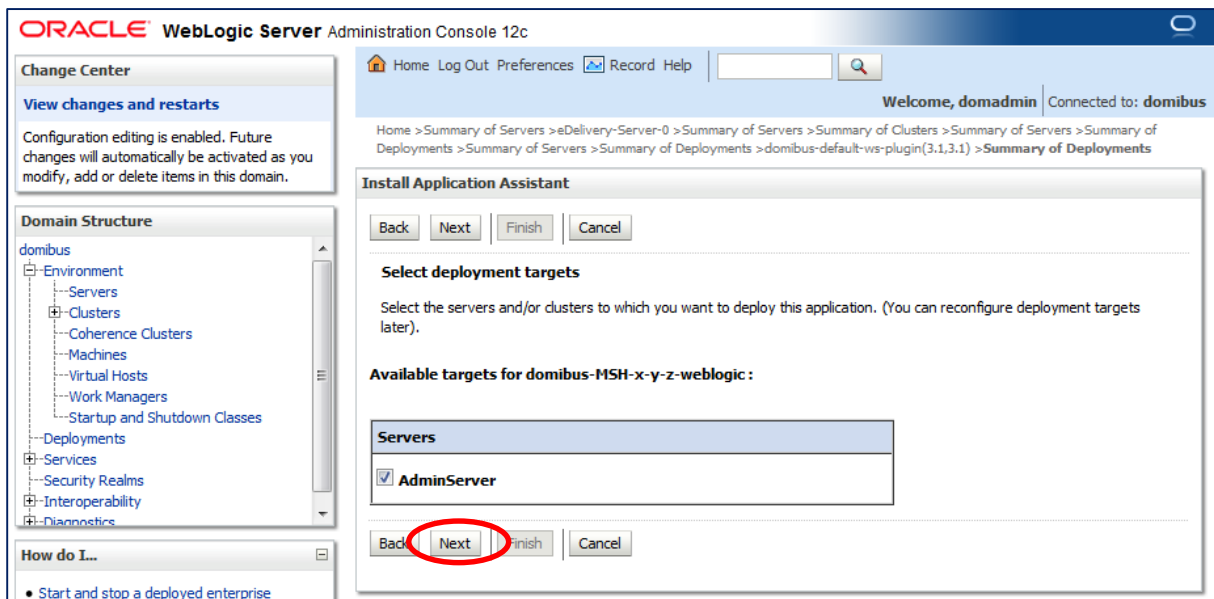 ORACLE WebLogic Server Administration Console 12c
Change Center
View changes and restarts
Configuration editing is enabled. Future
changes will automatically be activated as you
modify, add or delete items in this domain.
Domain Structure
domibus
Environment
Servers
Clusters
Coherence Clusters
Machines
Virtual Hosts
Work Managers
Startup and Shutdown Classes
Deployments
Services
Security Realms
Interoperability
Diagnostics
How do I...
Start and stop a deployed enterprise
Home Log Out Preferences Record Help
Welcome, domadmin Connected to: domibus
Home >Summary of Servers >eDelivery-Server-0 >Summary of Servers >Summary of Clusters >Summary of Servers >Summary of
Deployments >Summary of Servers >Summary of Deployments >domibus-default-ws-plugin(3.1,3.1) >Summary of Deployments
Install Application Assistant
Back Next Finish Cancel
Select deployment targets
Select the servers and/or clusters to which you want to deploy this application. (You can reconfigure deployment targets
later).
Available targets for domibus-MSH-x-y-z-weblogic :
Servers
AdminServer
Back Next Finish Cancel